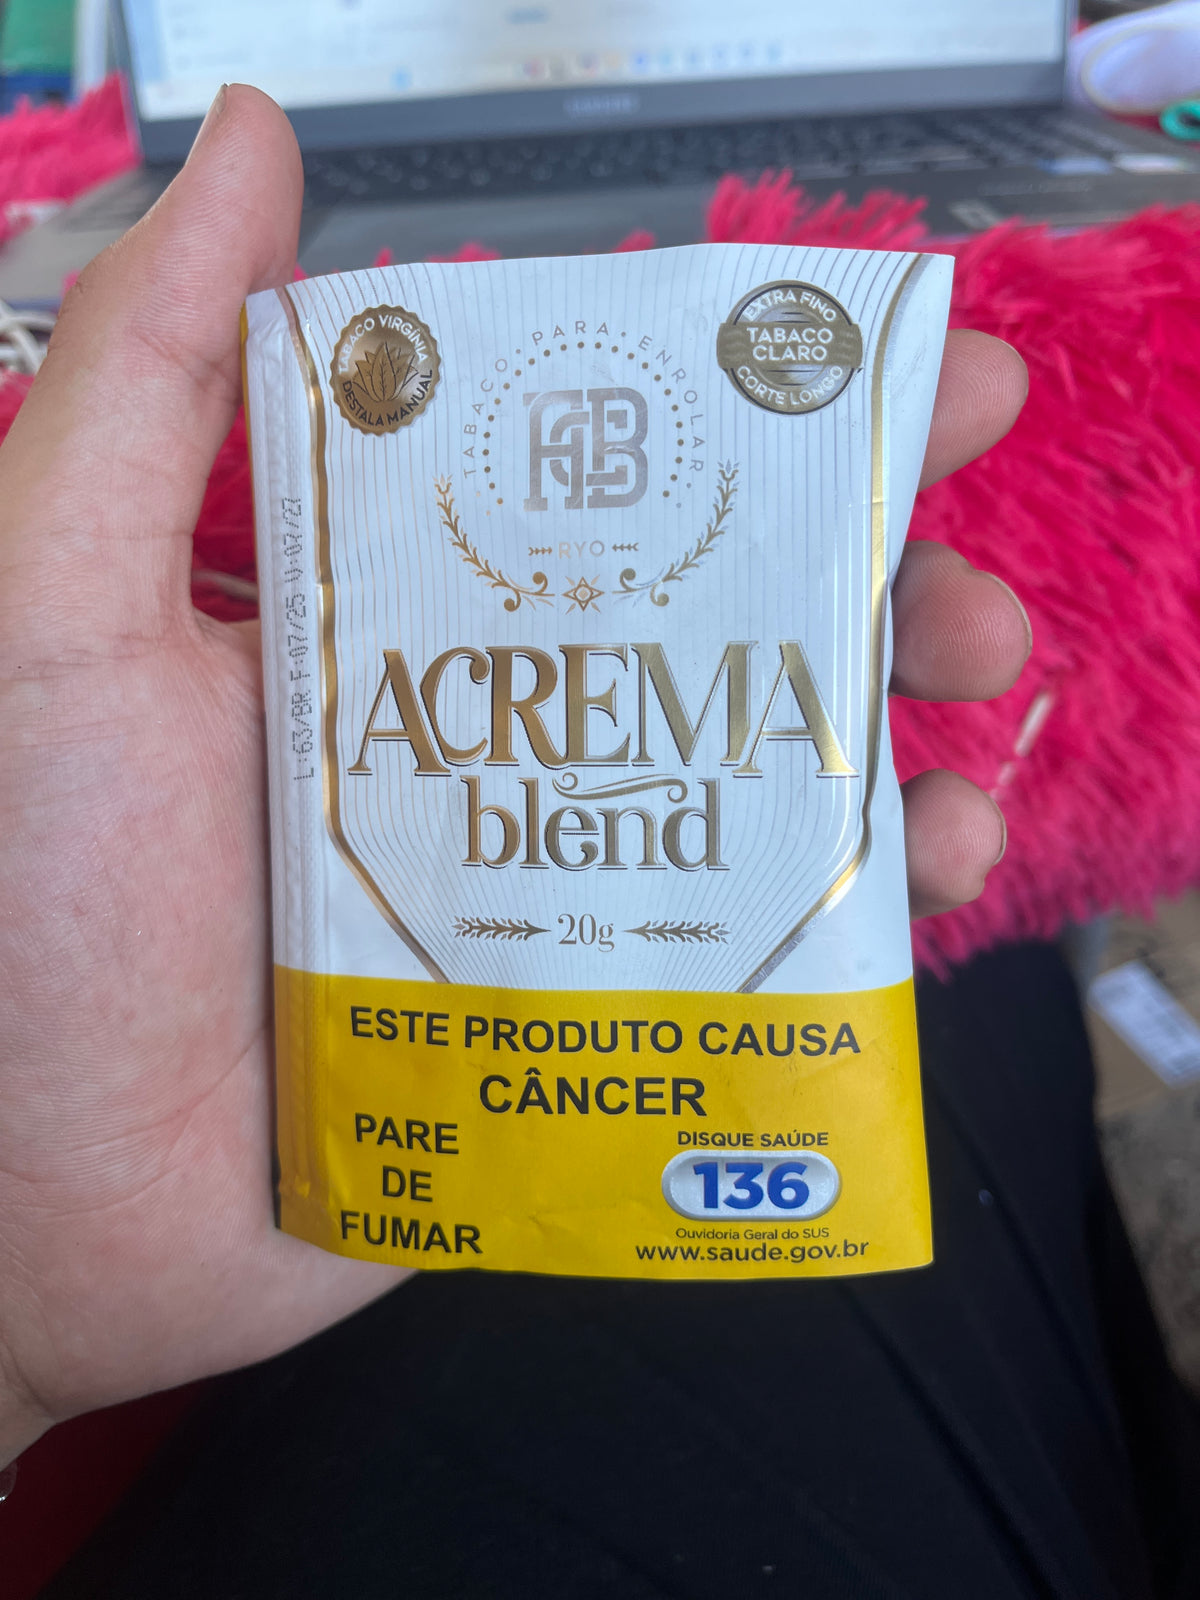 TABACO VIRGÍNIA
DESTALA MANUAL
TABACO • PARA • ENROLAR
EXTRA FINO
TABACO
CLARO
CORTE LONGO
ACB
RYO
ACREMA
blend
20g
L:63/BR F:07/25 V:07/27
ESTE PRODUTO CAUSA
CÂNCER
PARE
DE
FUMAR
DISQUE SAÚDE
136
Ouvidoria Geral do SUS
www.saude.gov.br